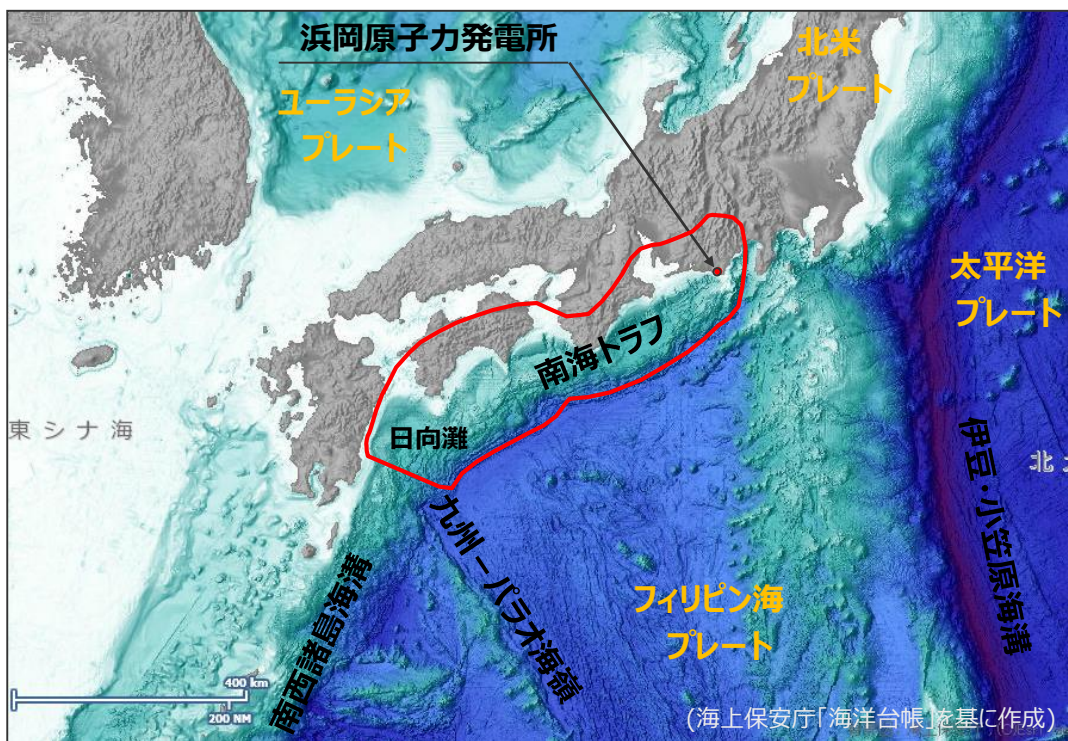 浜岡原子力発電所
北米
プレート
ユーラシア
プレート
太平洋
プレート
南海トラフ
東シナ海
日向灘
伊豆・小笠原海溝
九州－パラオ海嶺
フィリピン海
プレート
南西諸島海溝
400 km
200 NM
(海上保安庁「海洋台帳」を基に作成)